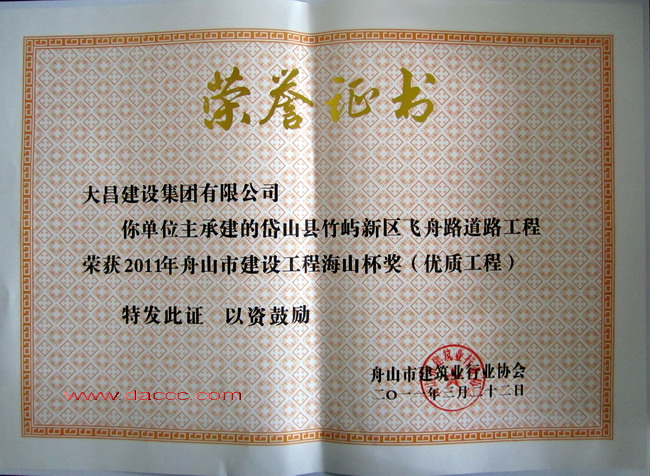 荣誉证书
大昌建设集团有限公司
你单位主承建的岱山县竹屿新区飞舟路道路工程
荣获2011年舟山市建设工程海山杯奖（优质工程）
特发此证 以资鼓励
舟山市建筑业行业协会
二〇一一年三月二十二日
www.daccc.com